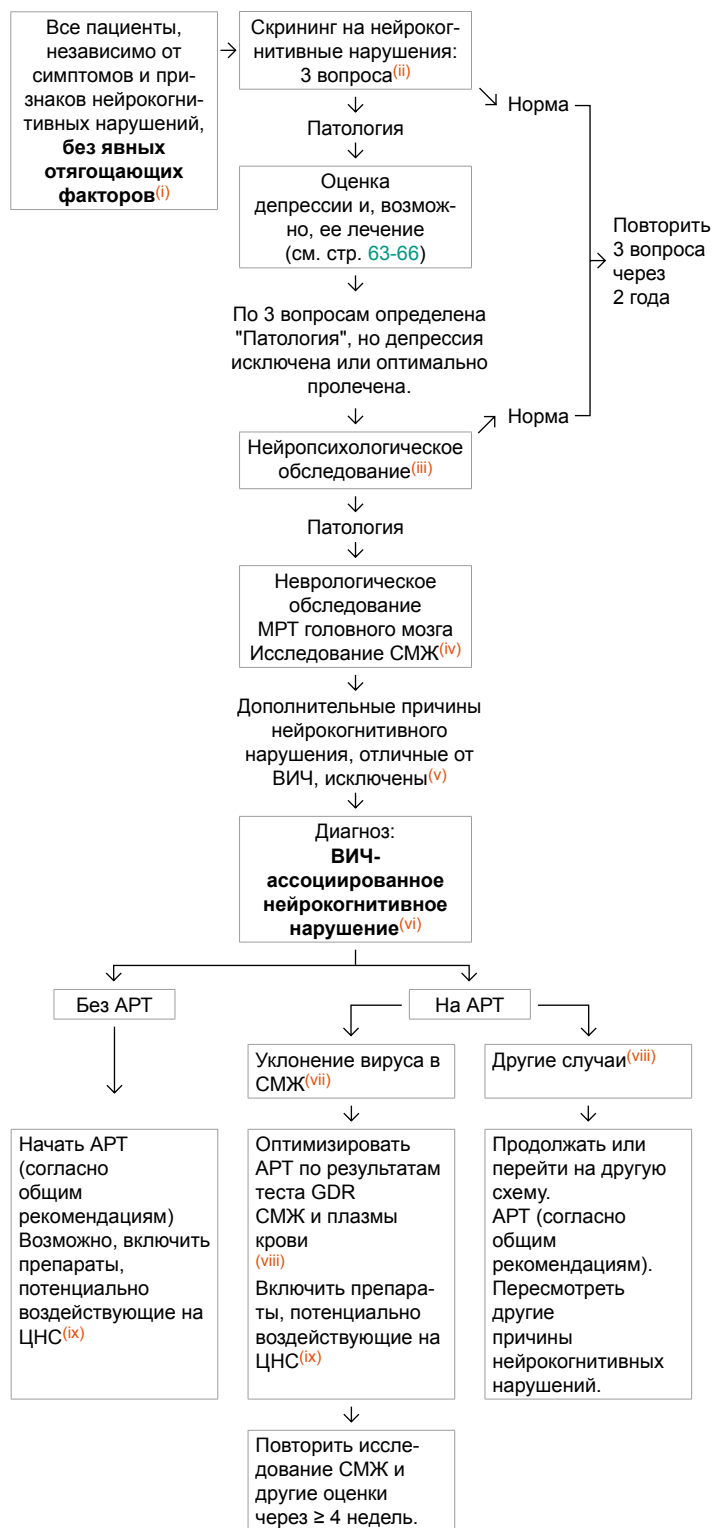 Все пациенты,
независимо от
симптомов и при-
знаков нейрокогни-
тивных нарушений,
без явных
отягощающих
факторов(i)
Скрининг на нейроког-
нитивные нарушения:
3 вопроса(ii)
Норма
Патология
Оценка
депрессии и, возмож-
но, ее лечение
(см. стр. 63-66)
Повторить
3 вопроса
через
2 года
По 3 вопросам определена
"Патология", но депрессия
исключена или оптимально
пролечена.
Норма
Нейропсихологическое
обследование(iii)
Патология
Неврологическое
обследование
МРТ головного мозга
Исследование СМЖ(iv)
Дополнительные причины
нейрокогнитивного
нарушения, отличные от
ВИЧ, исключены(v)
Диагноз:
ВИЧ-
ассоциированное
нейрокогнитивное
нарушение(vi)
Без АРТ
На АРТ
Уклонение вируса в
СМЖ(vii)
Другие случаи(viii)
Начать АРТ
(согласно
общим
рекомендациям)
Возможно, включить
препараты,
потенциально
воздействующие на
ЦНС(ix)
Оптимизировать
АРТ по результатам
теста GDR
СМЖ и плазмы
крови
(viii)
Включить препара-
ты, потенциально
воздействующие на
ЦНС(ix)
Продолжать или
перейти на другую
схему.
АРТ (согласно
общим
рекомендациям).
Пересмотреть
другие
причины
нейрокогнитивных
нарушений.
Повторить иссле-
дование СМЖ и
другие оценки
через ≥ 4 недель.